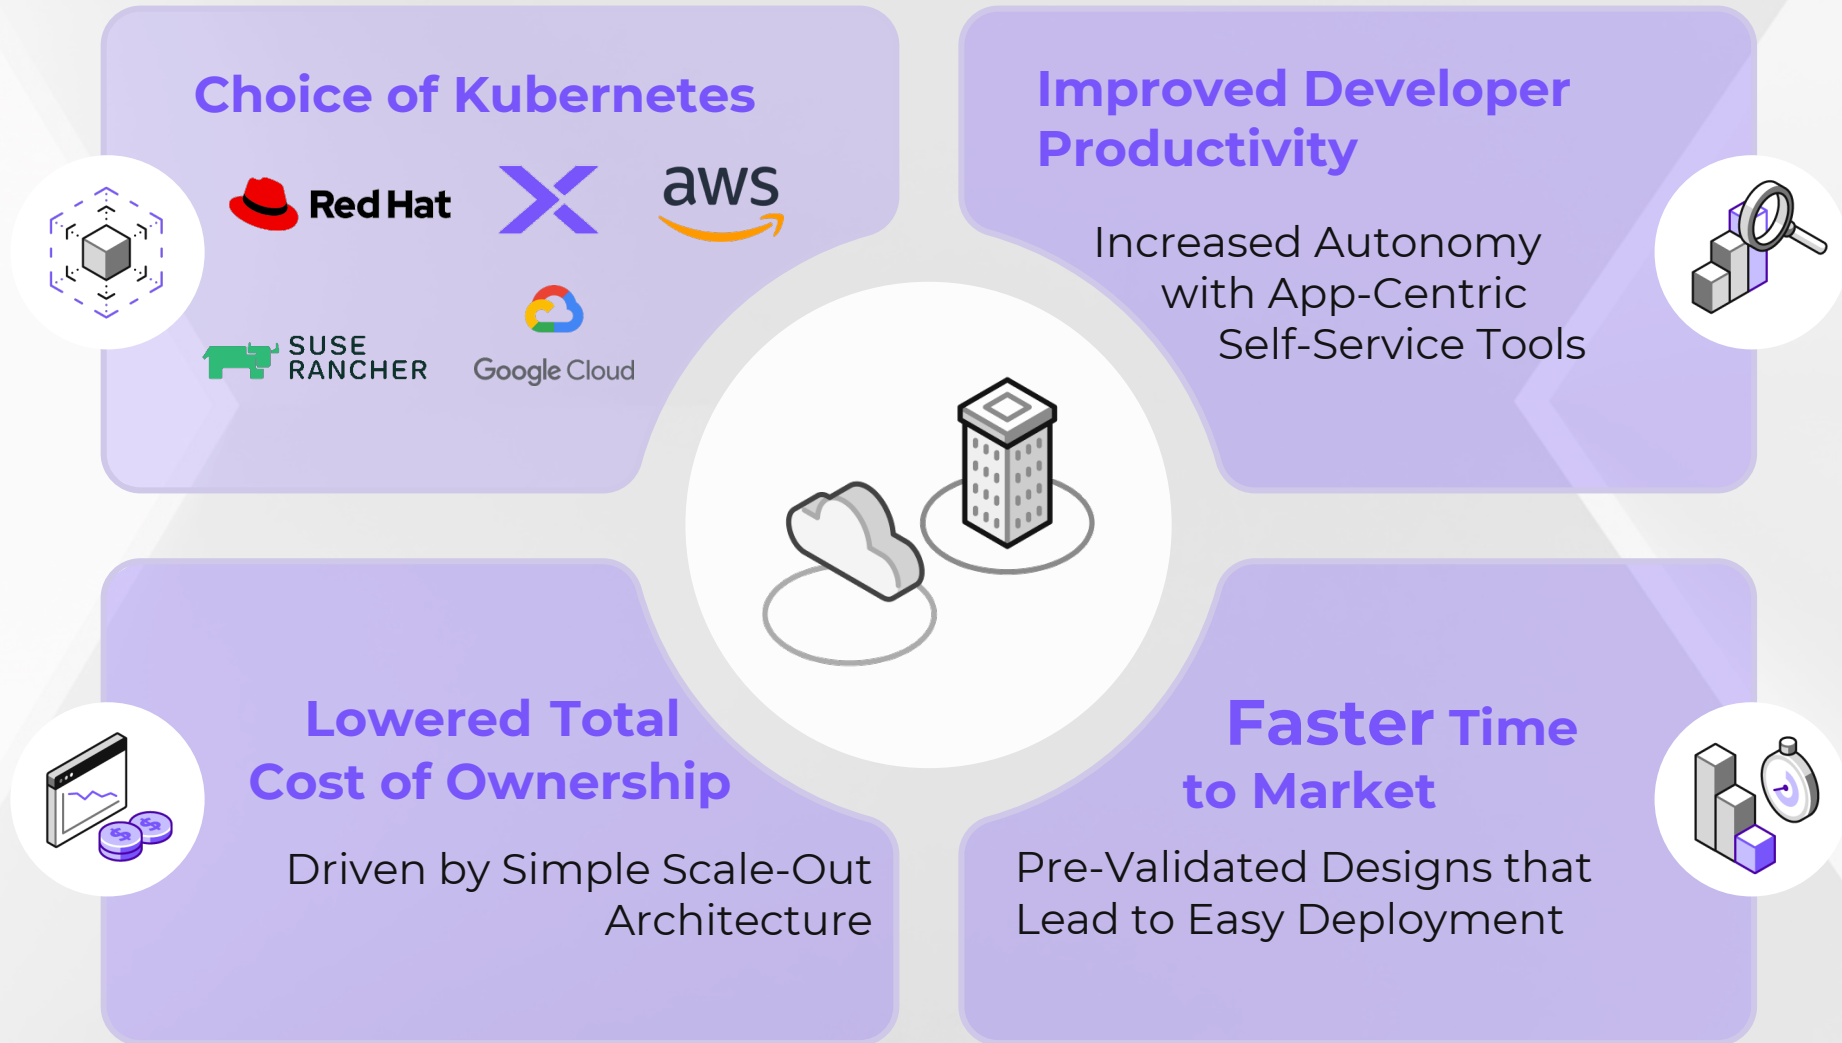 Choice of Kubernetes
Red Hat
aws
SUSE
RANCHER
Google Cloud
Improved Developer
Productivity
Increased Autonomy
with App-Centric
Self-Service Tools
Lowered Total
Cost of Ownership
Driven by Simple Scale-Out
Architecture
Faster Time
to Market
Pre-Validated Designs that
Lead to Easy Deployment